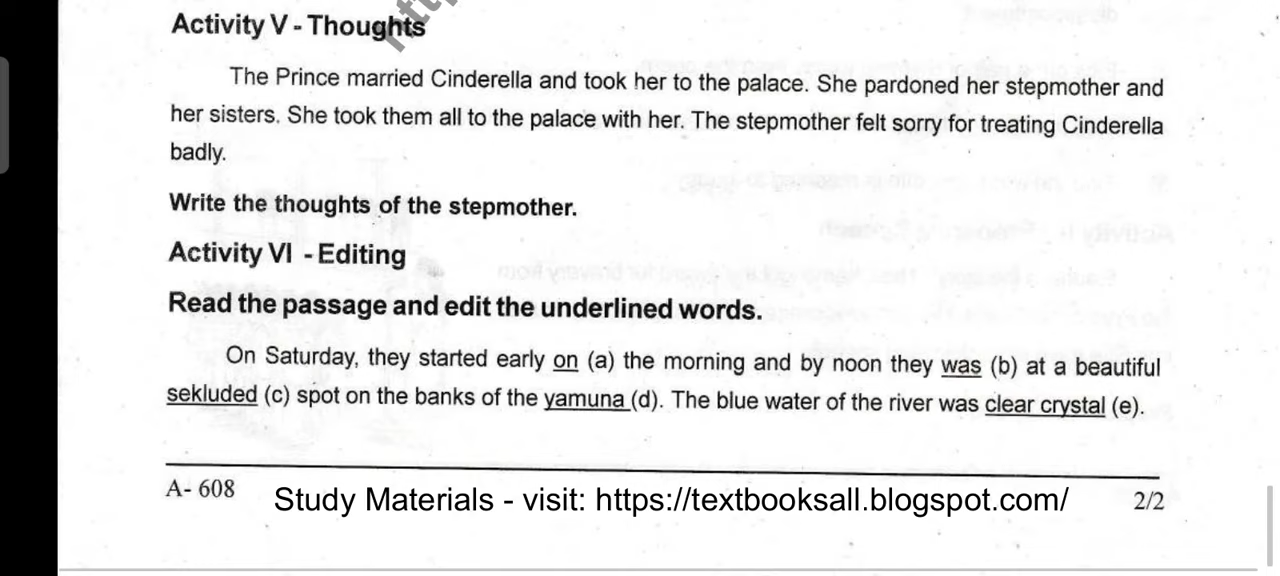 Activity V - Thoughts
The Prince married Cinderella and took her to the palace. She pardoned her stepmother and
her sisters. She took them all to the palace with her. The stepmother felt sorry for treating Cinderella
badly.
Write the thoughts of the stepmother.
Activity VI - Editing
Read the passage and edit the underlined words.
On Saturday, they started early on (a) the morning and by noon they was (b) at a beautiful
sekluded (c) spot on the banks of the yamuna (d). The blue water of the river was clear crystal (e).
A- 608
Study Materials - visit: https://textbooksall.blogspot.com/
2/2